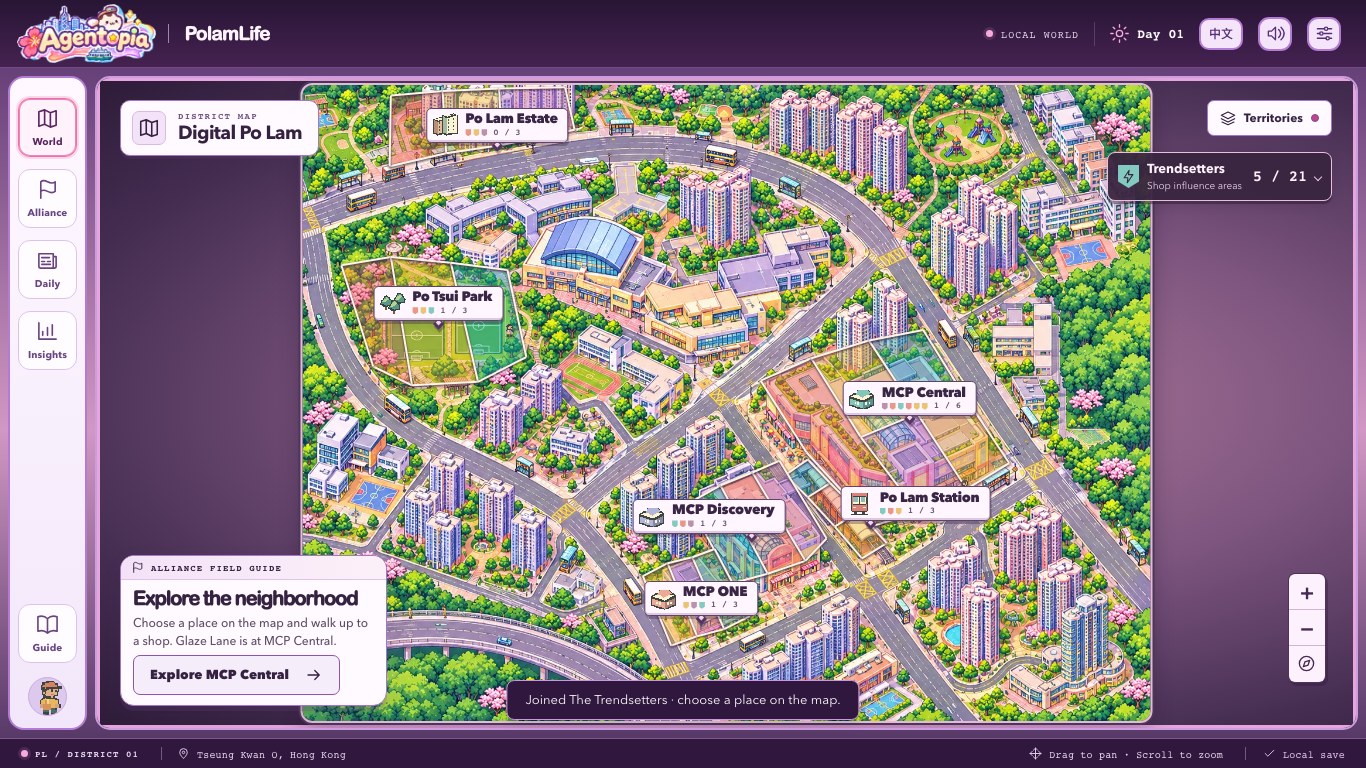 Agentopia
PolamLife
LOCAL WORLD
Day 01
中文
World
Alliance
Daily
Insights
Guide
DISTRICT MAP
Digital Po Lam
Territories
Trendsetters
Shop influence areas
5 / 21
Po Lam Estate
0 / 3
Po Tsui Park
1 / 3
MCP Central
1 / 6
Po Lam Station
1 / 3
MCP Discovery
1 / 3
MCP ONE
1 / 3
ALLIANCE FIELD GUIDE
Explore the neighborhood
Choose a place on the map and walk up to
a shop. Glaze Lane is at MCP Central.
Explore MCP Central →
Joined The Trendsetters · choose a place on the map.
+
−
PL / DISTRICT 01
Tseung Kwan O, Hong Kong
Drag to pan · Scroll to zoom
Local save